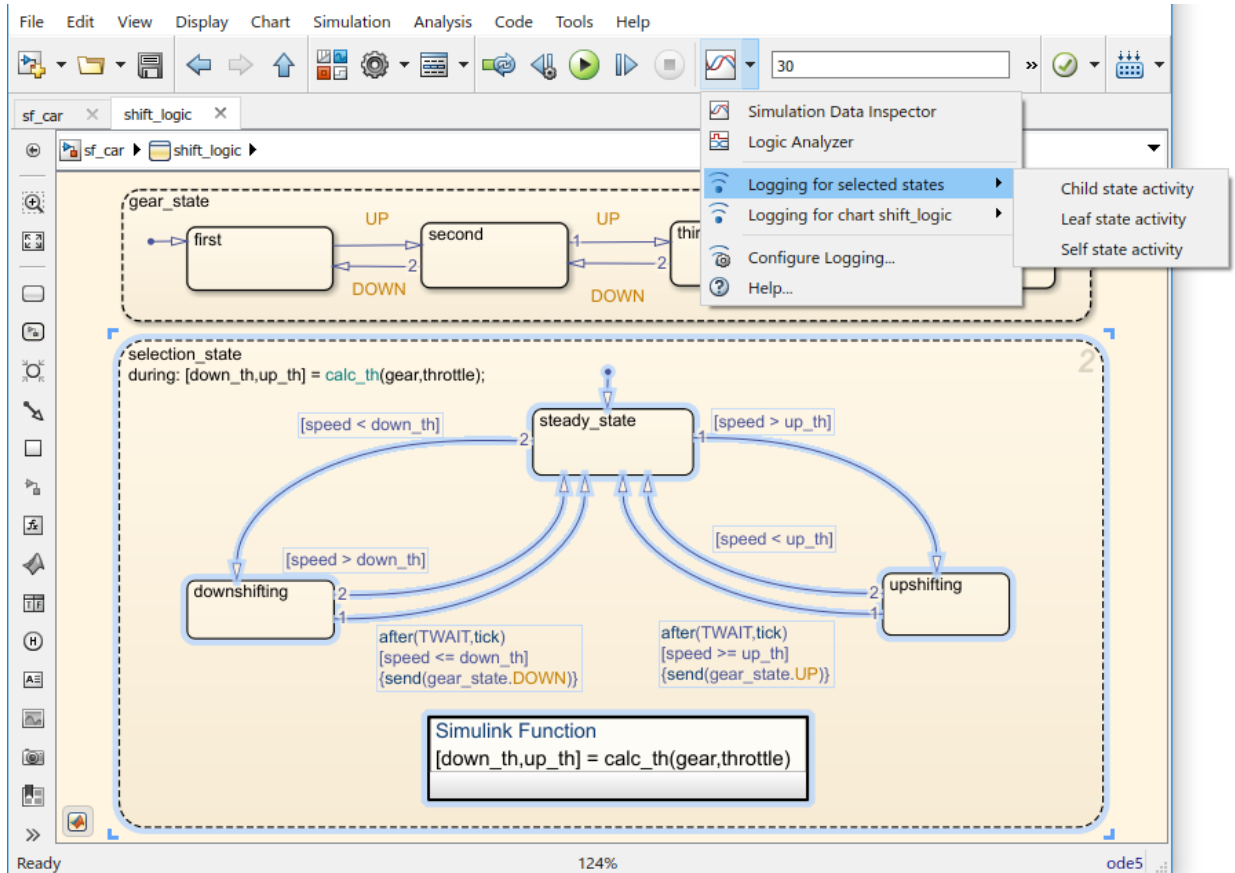 File Edit View Display Chart Simulation Analysis Code Tools Help
30
»
sf_car × shift_logic ×
sf_car shift_logic
Simulation Data Inspector
Logic Analyzer
Logging for selected states
Logging for chart shift_logic
Configure Logging...
Help...
Child state activity
Leaf state activity
Self state activity
gear_state
UP
UP
first
second
1
thir
2
2
DOWN
DOWN
selection_state
2
during: [down_th,up_th] = calc_th(gear,throttle);
[speed < down_th]
steady_state
[speed > up_th]
2
1
[speed > down_th]
[speed < up_th]
downshifting
2
1
upshifting
2
1
after(TWAIT,tick)
[speed <= down_th]
{send(gear_state.DOWN)}
after(TWAIT,tick)
[speed >= up_th]
{send(gear_state.UP)}
Simulink Function
[down_th,up_th] = calc_th(gear,throttle)
Ready 124% ode5